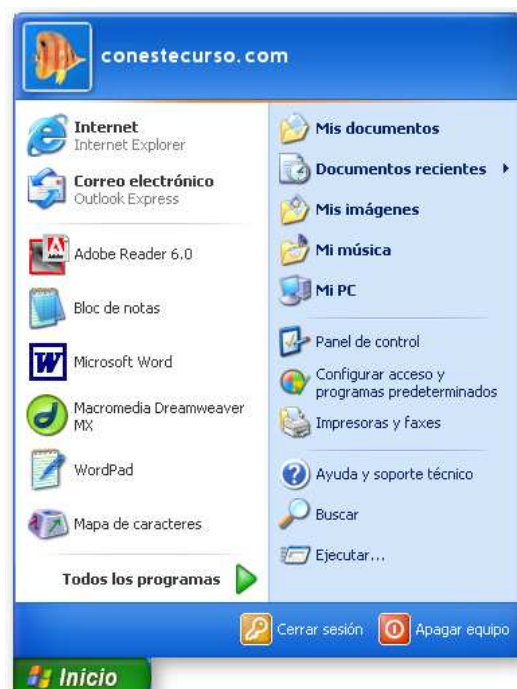 conestecurso.com
Internet
Internet Explorer
Correo electrónico
Outlook Express
Adobe Reader 6.0
Bloc de notas
Microsoft Word
Macromedia Dreamweaver
MX
WordPad
Mapa de caracteres
Todos los programas
Mis documentos
Documentos recientes
Mis imágenes
Mi música
Mi PC
Panel de control
Configurar acceso y
programas predeterminados
Impresoras y faxes
Ayuda y soporte técnico
Buscar
Ejecutar...
Cerrar sesión
Apagar equipo
Inicio